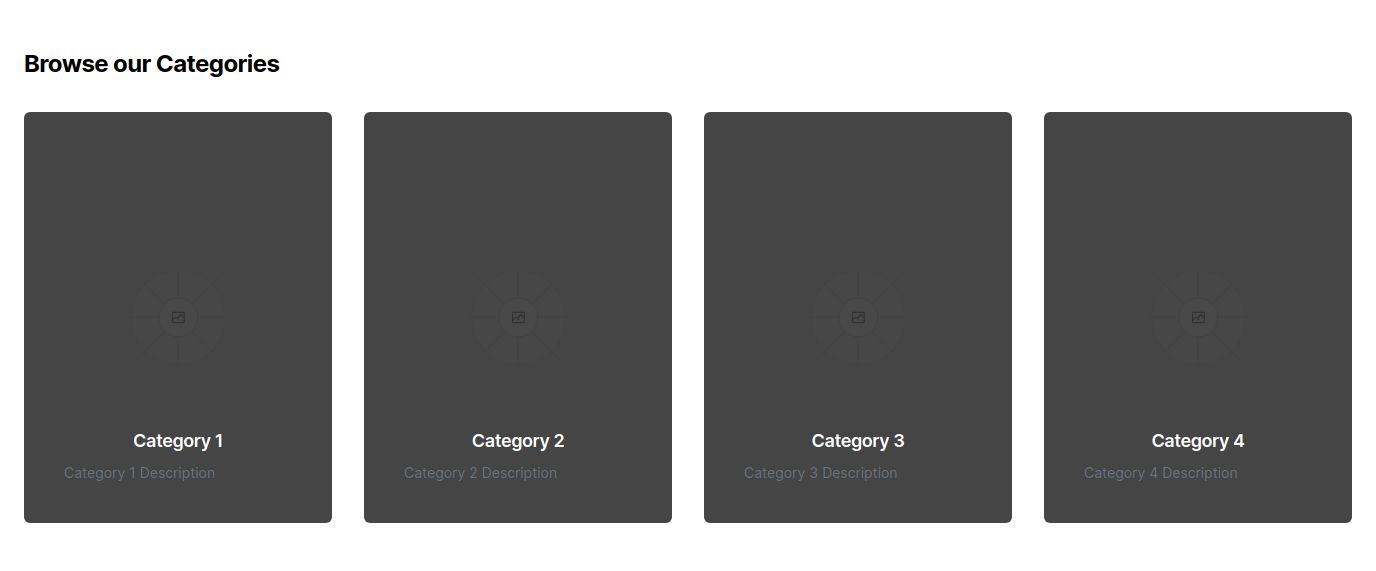 Browse our Categories
Category 1
Category 1 Description
Category 2
Category 2 Description
Category 3
Category 3 Description
Category 4
Category 4 Description